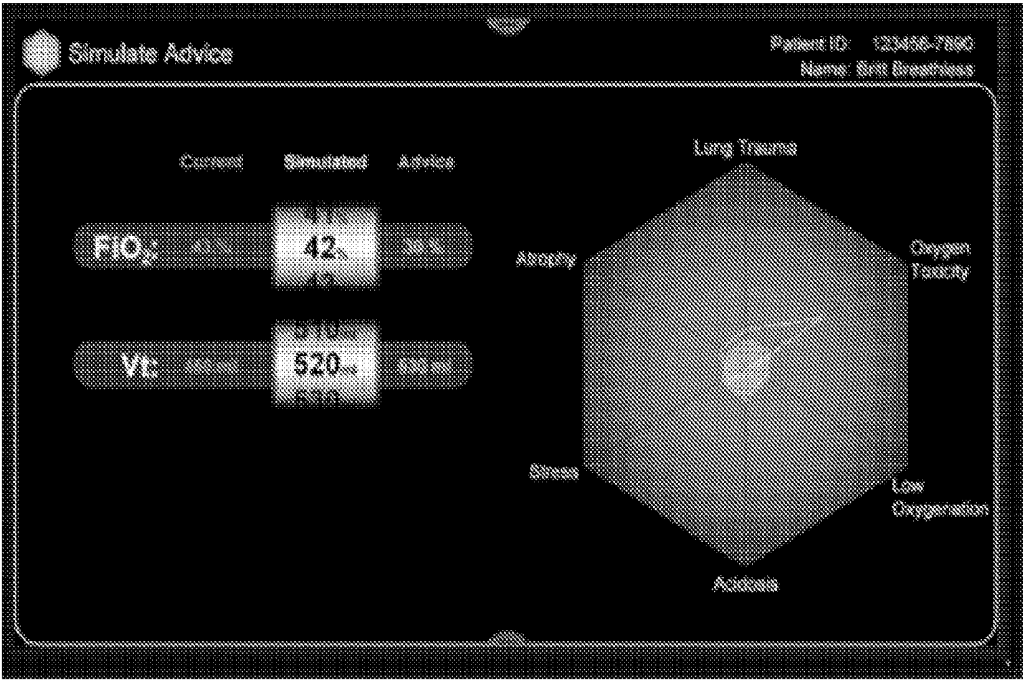 Simulate Advice
Patient ID: 123456-7890
Name: Britt Breathless
Current Simulated Advice
FiO2: 42%
Vt: 520
Lung Trauma
Atrophy
Oxygen
Toxicity
Stress
Low
Oxygenation
Acidosis